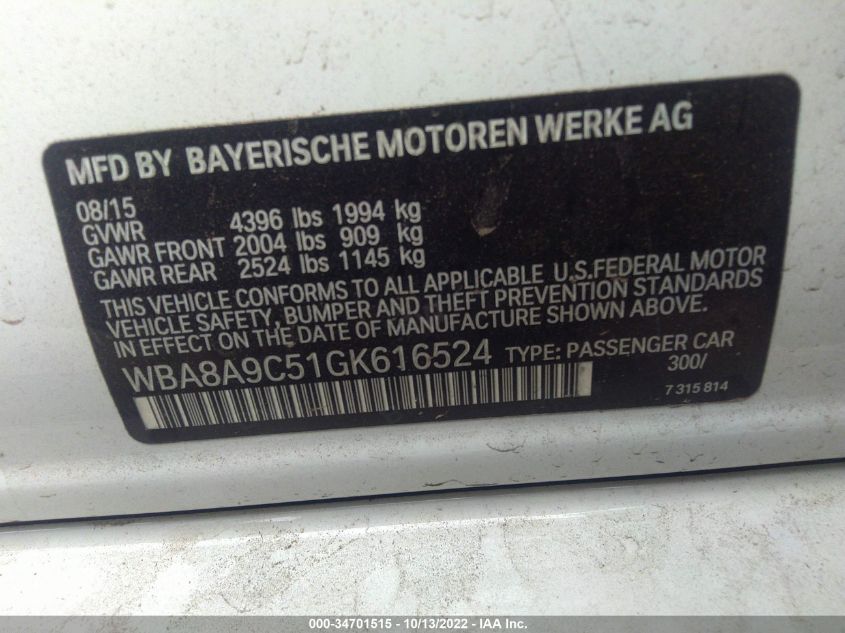 MFD BY BAYERISCHE MOTOREN WERKE AG
08/15
GVWR 4396 lbs 1994 kg
GAWR FRONT 2004 lbs 909 kg
GAWR REAR 2524 lbs 1145 kg
THIS VEHICLE CONFORMS TO ALL APPLICABLE U.S.FEDERAL MOTOR
VEHICLE SAFETY, BUMPER AND THEFT PREVENTION STANDARDS
IN EFFECT ON THE DATE OF MANUFACTURE SHOWN ABOVE.
WBA8A9C51GK616524 TYPE: PASSENGER CAR
300/
7 315 814
000-34701515 - 10/13/2022 - IAA, Inc.